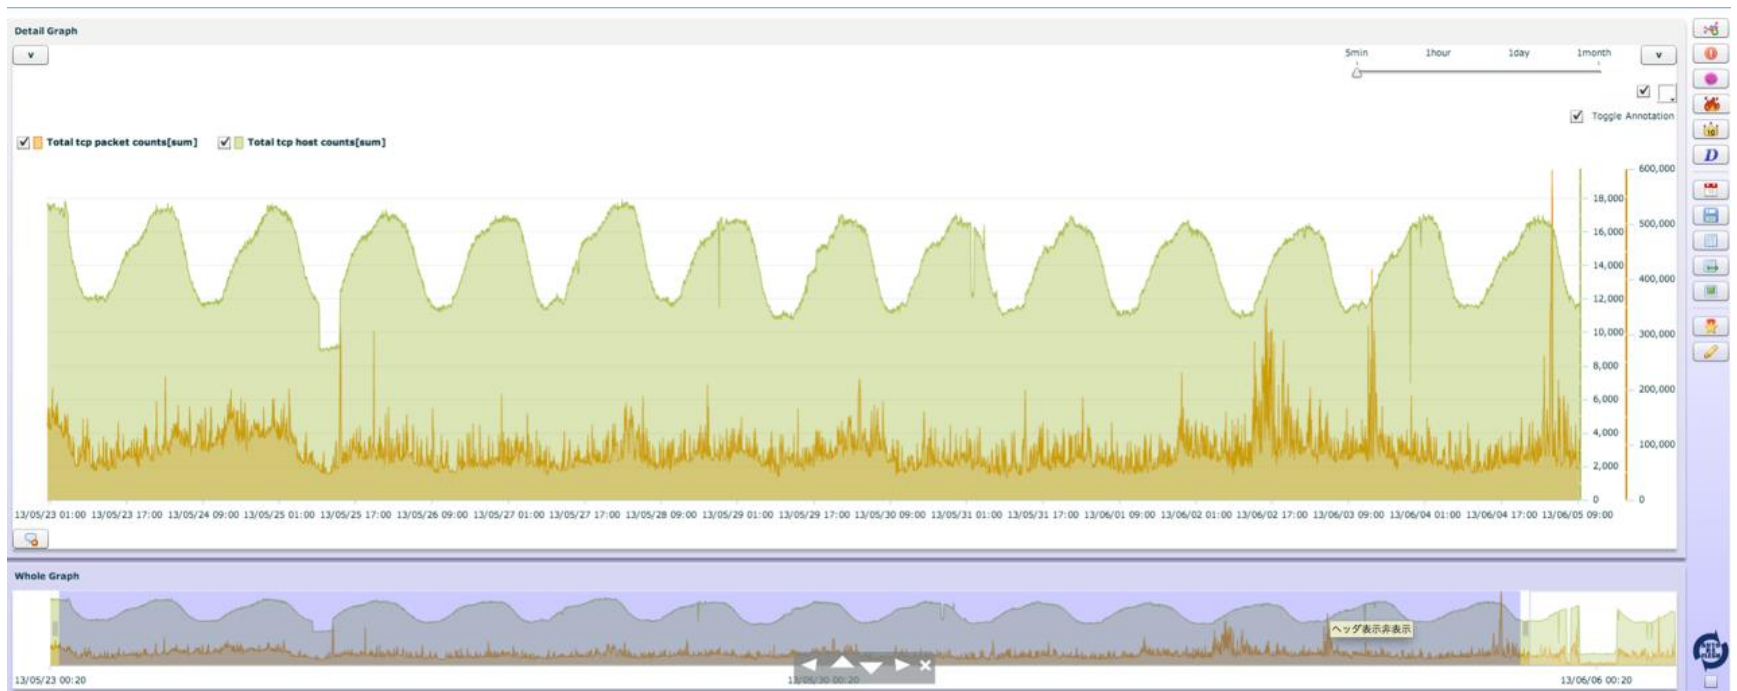 Detail Graph
v
5min 1hour 1day 1month
v
Toggle Annotation
Total tcp packet counts[sum] Total tcp host counts[sum]
600,000
18,000
500,000
16,000
14,000
400,000
12,000
10,000
300,000
8,000
200,000
6,000
4,000
100,000
2,000
0 0
13/05/23 01:00 13/05/23 17:00 13/05/24 09:00 13/05/25 01:00 13/05/25 17:00 13/05/26 09:00 13/05/27 01:00 13/05/27 17:00 13/05/28 09:00 13/05/29 01:00 13/05/29 17:00 13/05/30 09:00 13/05/31 01:00 13/05/31 17:00 13/06/01 09:00 13/06/02 01:00 13/06/02 17:00 13/06/03 09:00 13/06/04 01:00 13/06/04 17:00 13/06/05 09:00
Whole Graph
ヘッダ表示非表示
13/05/23 00:20 13/05/30 00:20 13/06/06 00:20
D
10